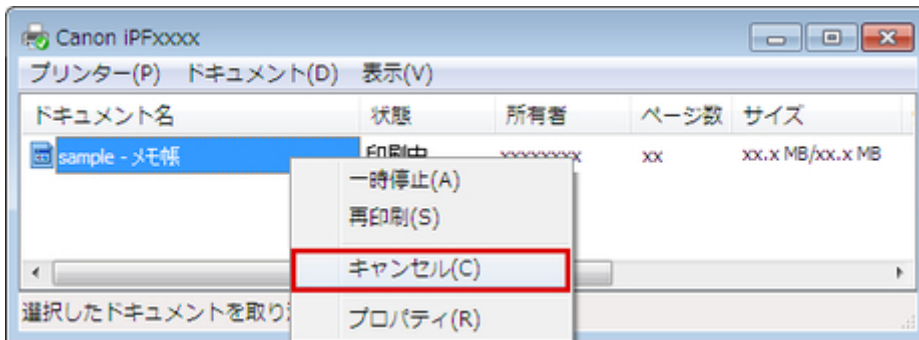 Canon iPFxxxx
プリンター(P) ドキュメント(D) 表示(V)
ドキュメント名 状態 所有者 ページ数 サイズ
sample - メモ帳 印刷中 xxxxxxxx xx xx.x MB/xx.x MB
一時停止(A)
再印刷(S)
キャンセル(C)
選択したドキュメントを取り
プロパティ(R)